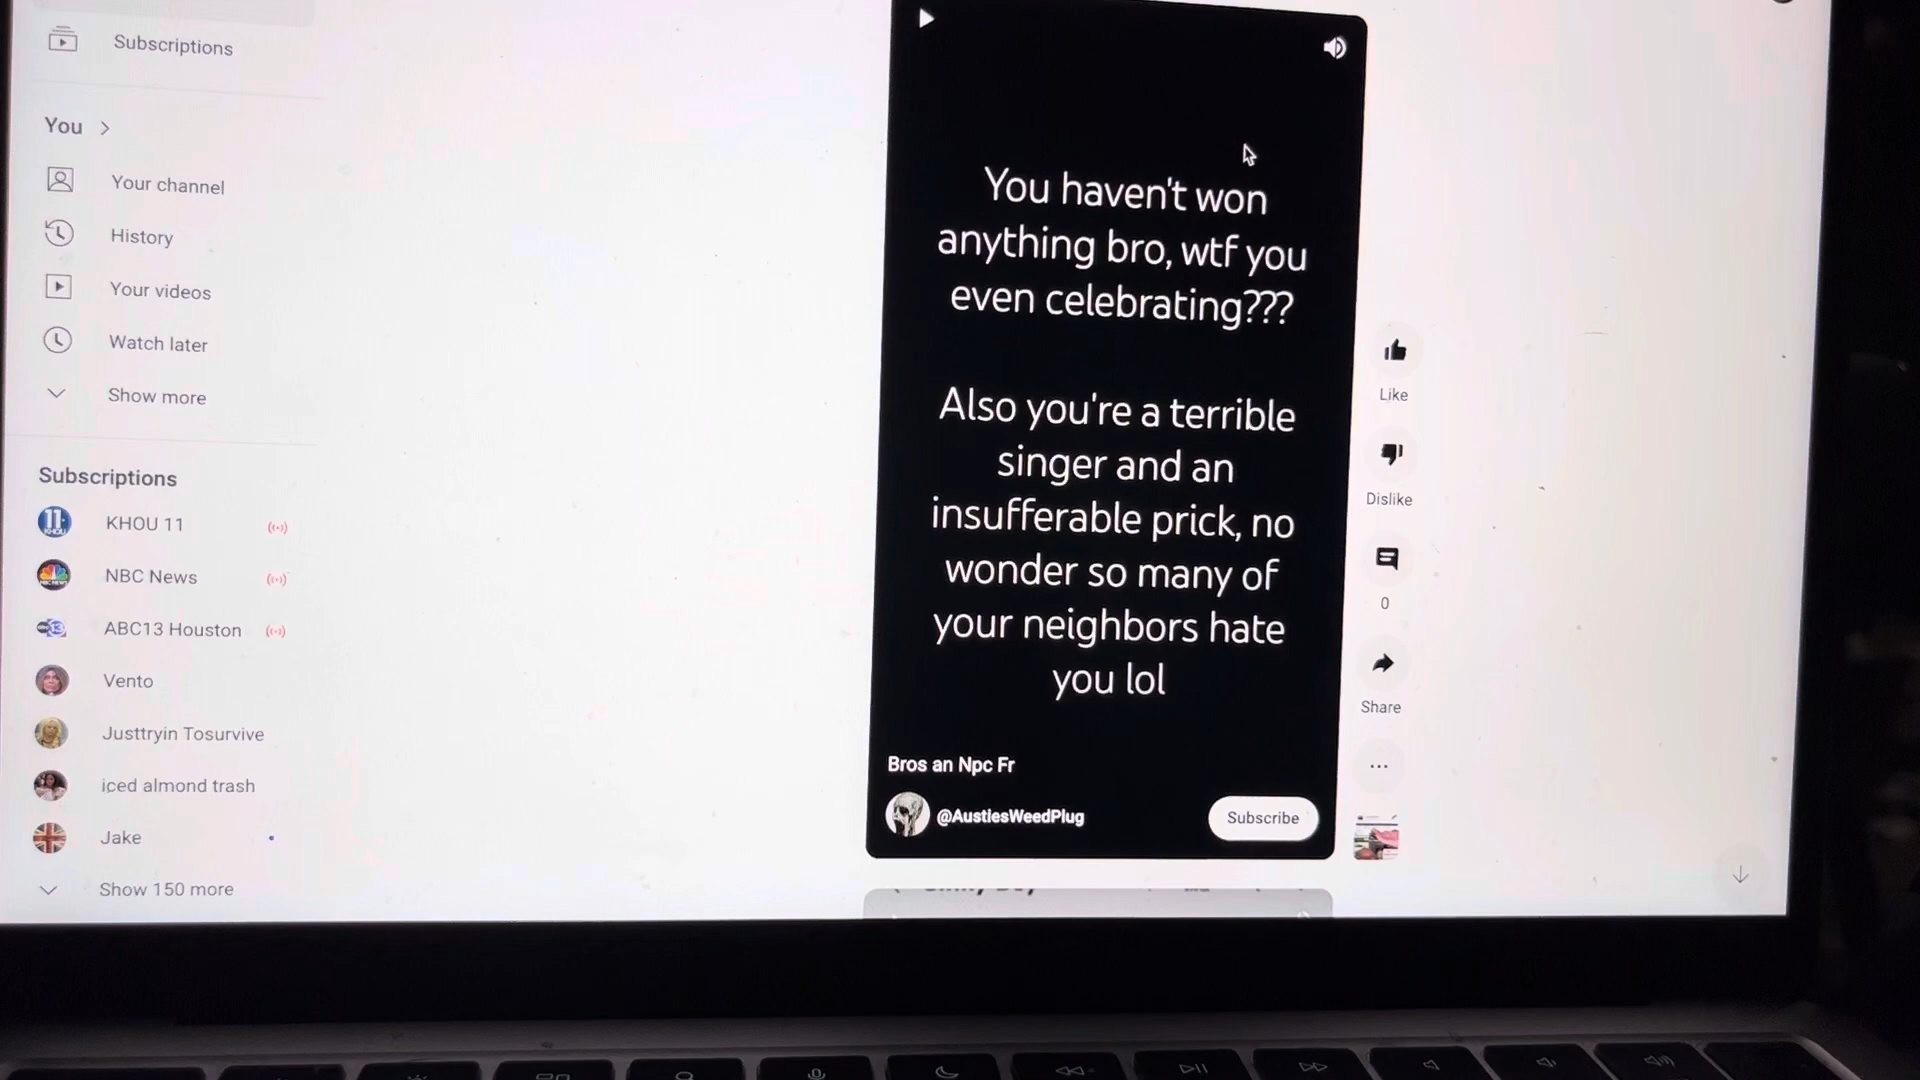 Subscriptions
You
Your channel
History
Your videos
Watch later
Show more
Subscriptions
KHOU 11
NBC News
ABC13 Houston
Vento
Justtryin Tosurvive
iced almond trash
Jake
Show 150 more
You haven't won
anything bro, wtf you
even celebrating???
Also you're a terrible
singer and an
insufferable prick, no
wonder so many of
your neighbors hate
you lol
Bros an Npc Fr
@AustiesWeedPlug
Subscribe
Like
Dislike
0
Share